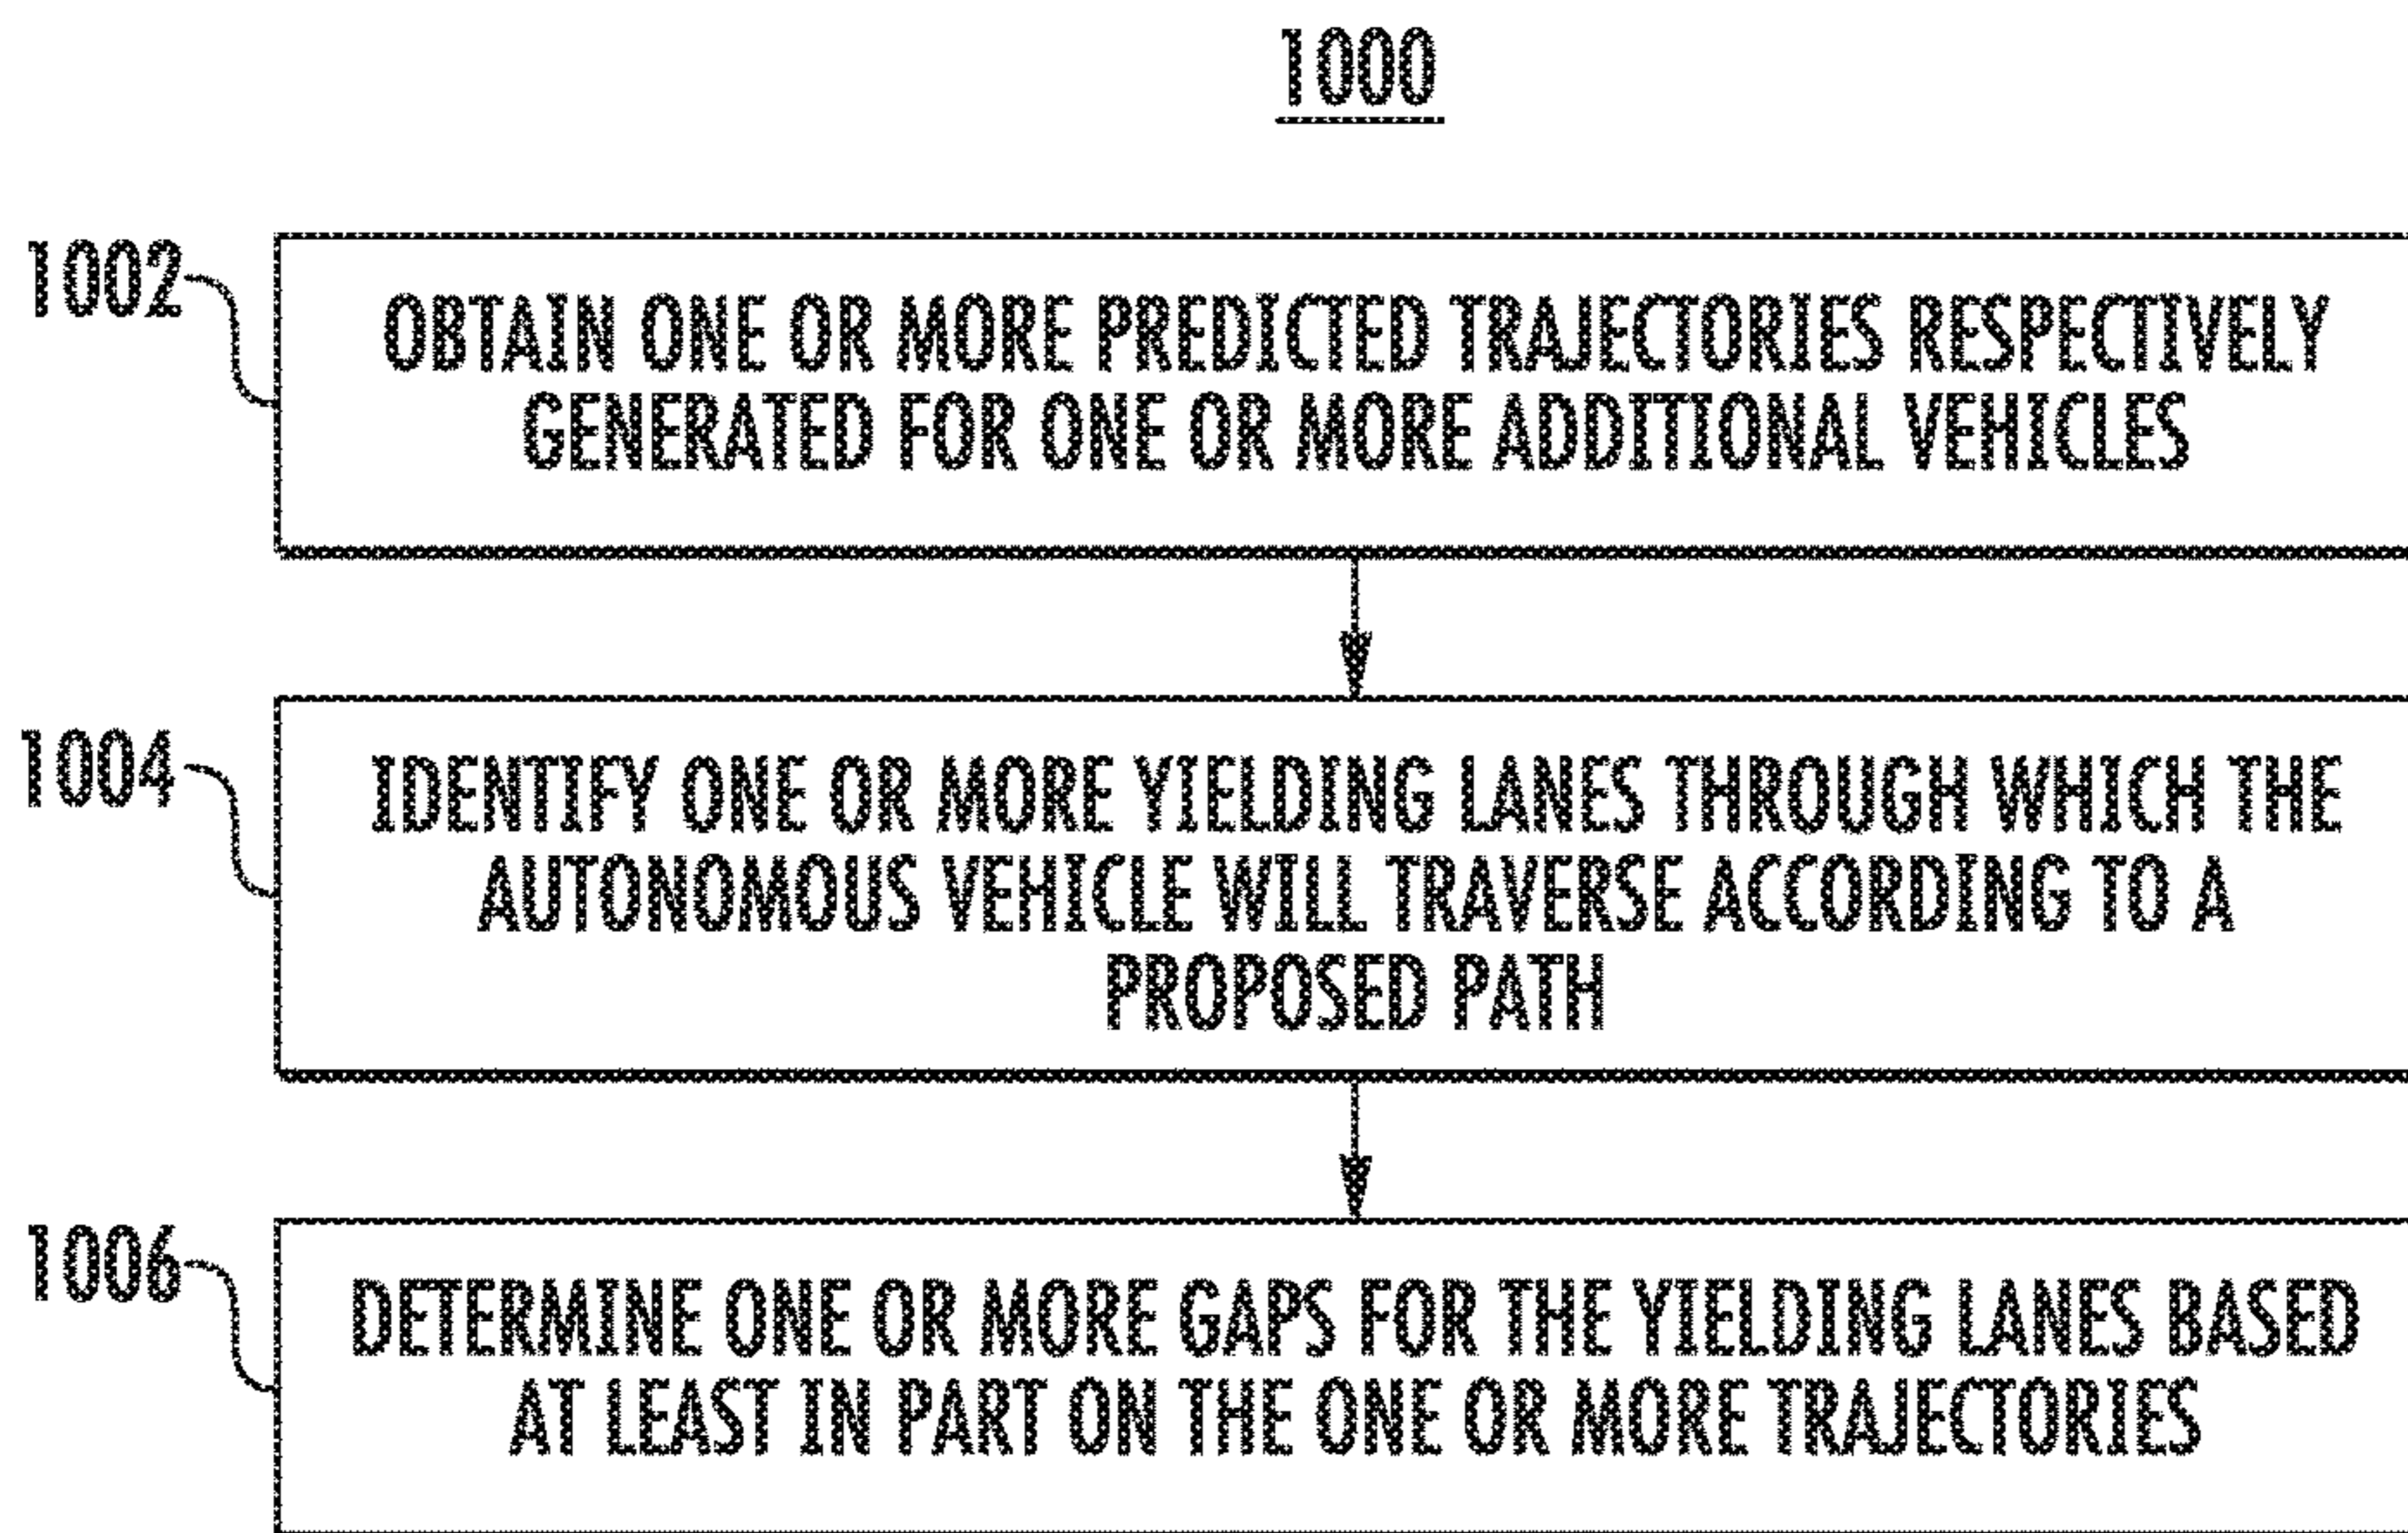 1000
1002
OBTAIN ONE OR MORE PREDICTED TRAJECTORIES RESPECTIVELY
GENERATED FOR ONE OR MORE ADDITIONAL VEHICLES
1004
IDENTIFY ONE OR MORE YIELDING LANES THROUGH WHICH THE
AUTONOMOUS VEHICLE WILL TRAVERSE ACCORDING TO A
PROPOSED PATH
1006
DETERMINE ONE OR MORE GAPS FOR THE YIELDING LANES BASED
AT LEAST IN PART ON THE ONE OR MORE TRAJECTORIES